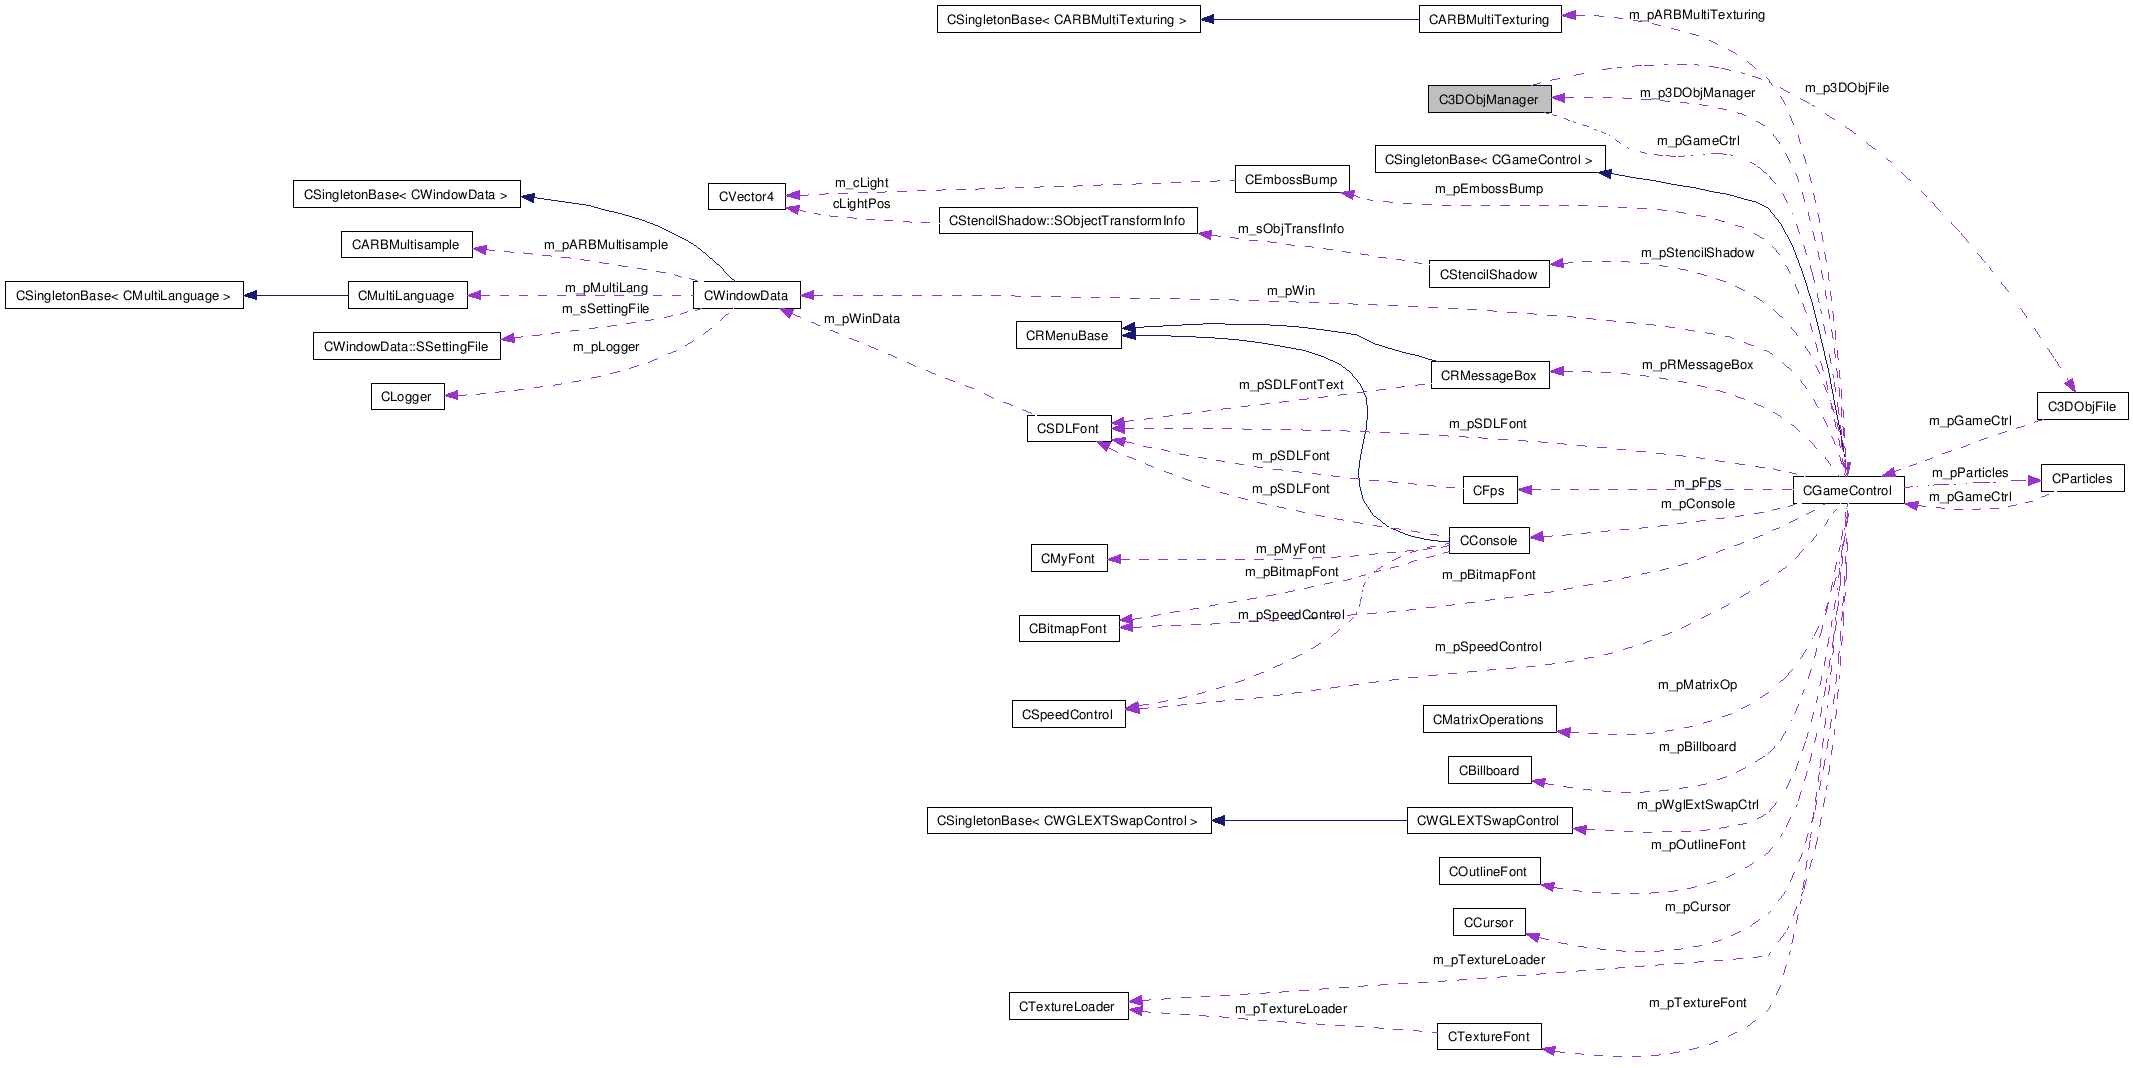 CSingletonBase< CARBMultiTexturing >
CARBMultiTexturing
m_pARBMultiTexturing
C3DObjManager
m_p3DObjManager
m_p3DObjFile
m_pGameCtrl
CSingletonBase< CGameControl >
CSingletonBase< CWindowData >
CVector4
m_cLight
cLightPos
CEmbossBump
m_pEmbossBump
CStencilShadow::SObjectTransformInfo
m_sObjTransfInfo
CARBMultisample
m_pARBMultisample
CStencilShadow
m_pStencilShadow
CSingletonBase< CMultiLanguage >
CMultiLanguage
m_pMultiLang
CWindowData
m_pWin
m_sSettingFile
CWindowData::SSettingFile
m_pLogger
m_pWinData
CRMenuBase
CRMessageBox
m_pRMessageBox
CLogger
m_pSDLFontText
C3DObjFile
CSDLFont
m_pSDLFont
m_pGameCtrl
m_pSDLFont
m_pSDLFont
CFps
m_pFps
CGameControl
m_pParticles
CParticles
m_pGameCtrl
m_pConsole
CConsole
CMyFont
m_pMyFont
m_pBitmapFont
m_pBitmapFont
CBitmapFont
m_pSpeedControl
m_pSpeedControl
CSpeedControl
m_pMatrixOp
CMatrixOperations
m_pBillboard
CBillboard
m_pWglExtSwapCtrl
CSingletonBase< CWGLEXTSwapControl >
CWGLEXTSwapControl
m_pOutlineFont
COutlineFont
m_pCursor
CCursor
m_pTextureLoader
CTextureLoader
m_pTextureLoader
m_pTextureFont
CTextureFont